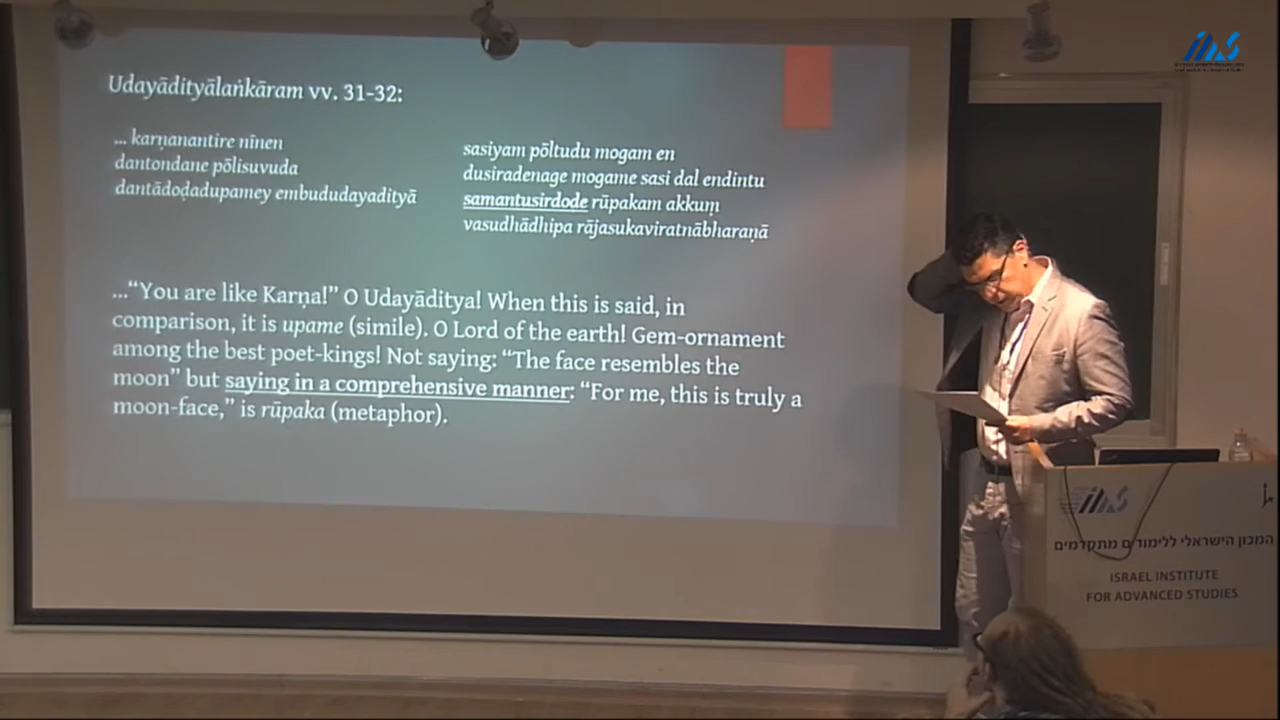 Udayādityālaṅkāram vv. 31-32:
... karṇanantire nīnen
dantondane pōlisuvuda
dantādoḍadupamey embududayadityā
sasiyam pōltudu mogam en
dusiradenage mogame sasi dal endintu
samantusirdoḍe rūpakam akkuṃ
vasudhādhipa rājasukaviratnābharaṇā
..."You are like Karṇa!" O Udayāditya! When this is said, in
comparison, it is upame (simile). O Lord of the earth! Gem-ornament
among the best poet-kings! Not saying: "The face resembles the
moon" but saying in a comprehensive manner: "For me, this is truly a
moon-face," is rūpaka (metaphor).
המכון הישראלי ללימודים מתקדמים
ISRAEL INSTITUTE
FOR ADVANCED STUDIES